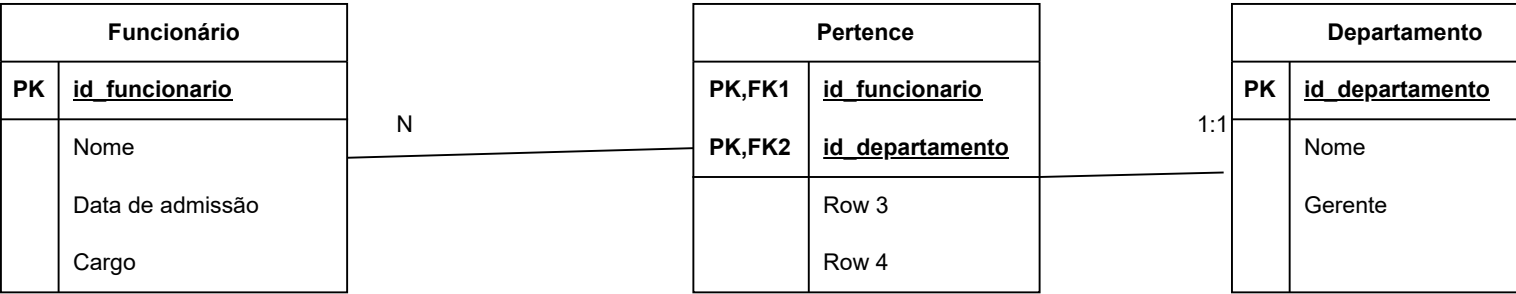 Funcionário
PK id_funcionario
Nome
Data de admissão
Cargo
N
Pertence
PK,FK1 id_funcionario
PK,FK2 id_departamento
Row 3
Row 4
1:1
Departamento
PK id_departamento
Nome
Gerente